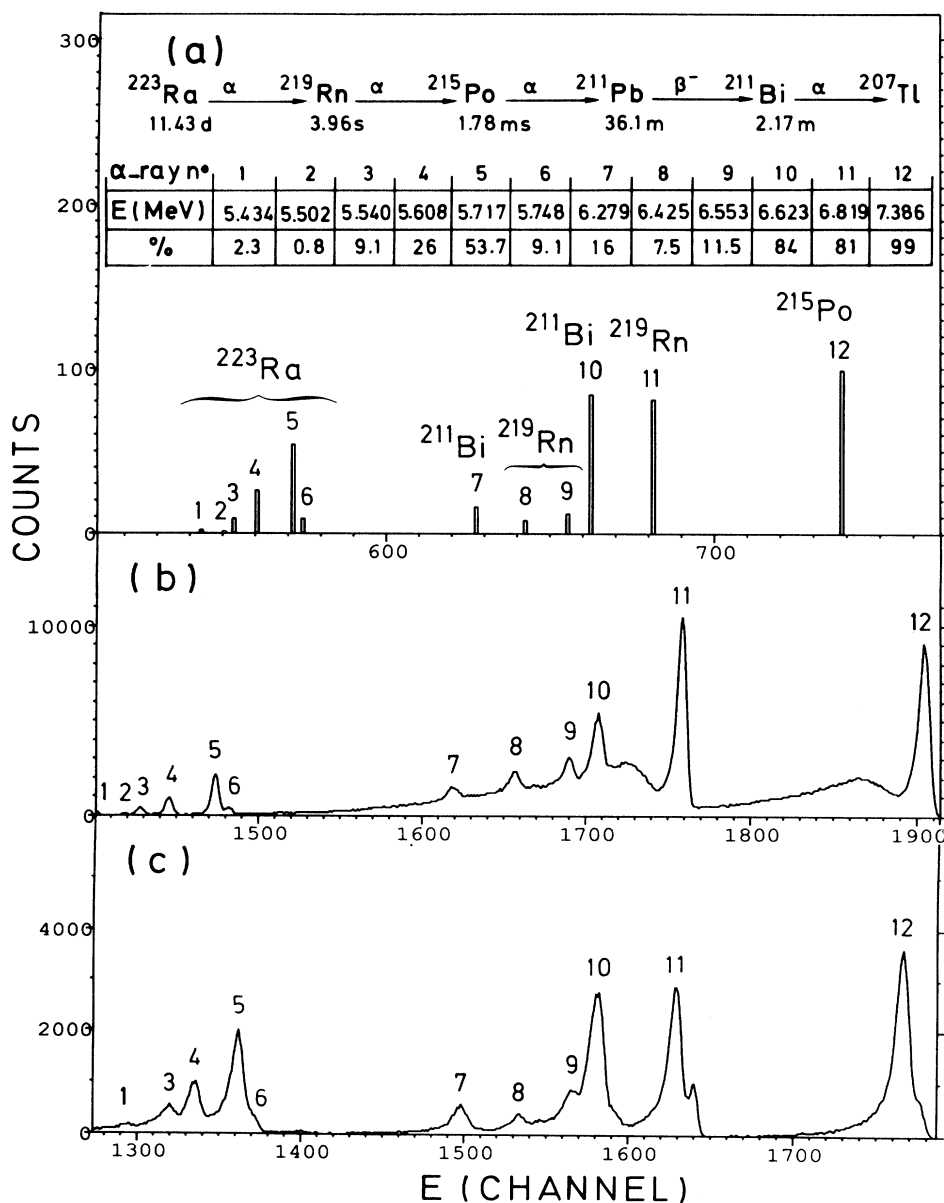 300
(a)
²²³Ra α ²¹⁹Rn α ²¹⁵Po α ²¹¹Pb β⁻ ²¹¹Bi α ²⁰⁷Tl
11.43 d 3.96s 1.78 ms 36.1 m 2.17 m
α-ray nº 1 2 3 4 5 6 7 8 9 10 11 12
200
E (MeV) 5.434 5.502 5.540 5.608 5.717 5.748 6.279 6.425 6.553 6.623 6.819 7.386
% 2.3 0.8 9.1 26 53.7 9.1 16 7.5 11.5 84 81 99
²¹⁵Po
²¹¹Bi ²¹⁹Rn
12
²²³Ra
100
10 11
5
²¹¹Bi ²¹⁹Rn
4
7
3 6 8 9
1 2
0
600 700
COUNTS
(b)
11
10000
12
10
9
5 8
7
1 2 3 4 6
0
1500 1600 1700 1800 1900
(c)
4000
12
10 11
5
2000
4
9
3 7
1 6 8
0
1300 1400 1500 1600 1700
E (CHANNEL)